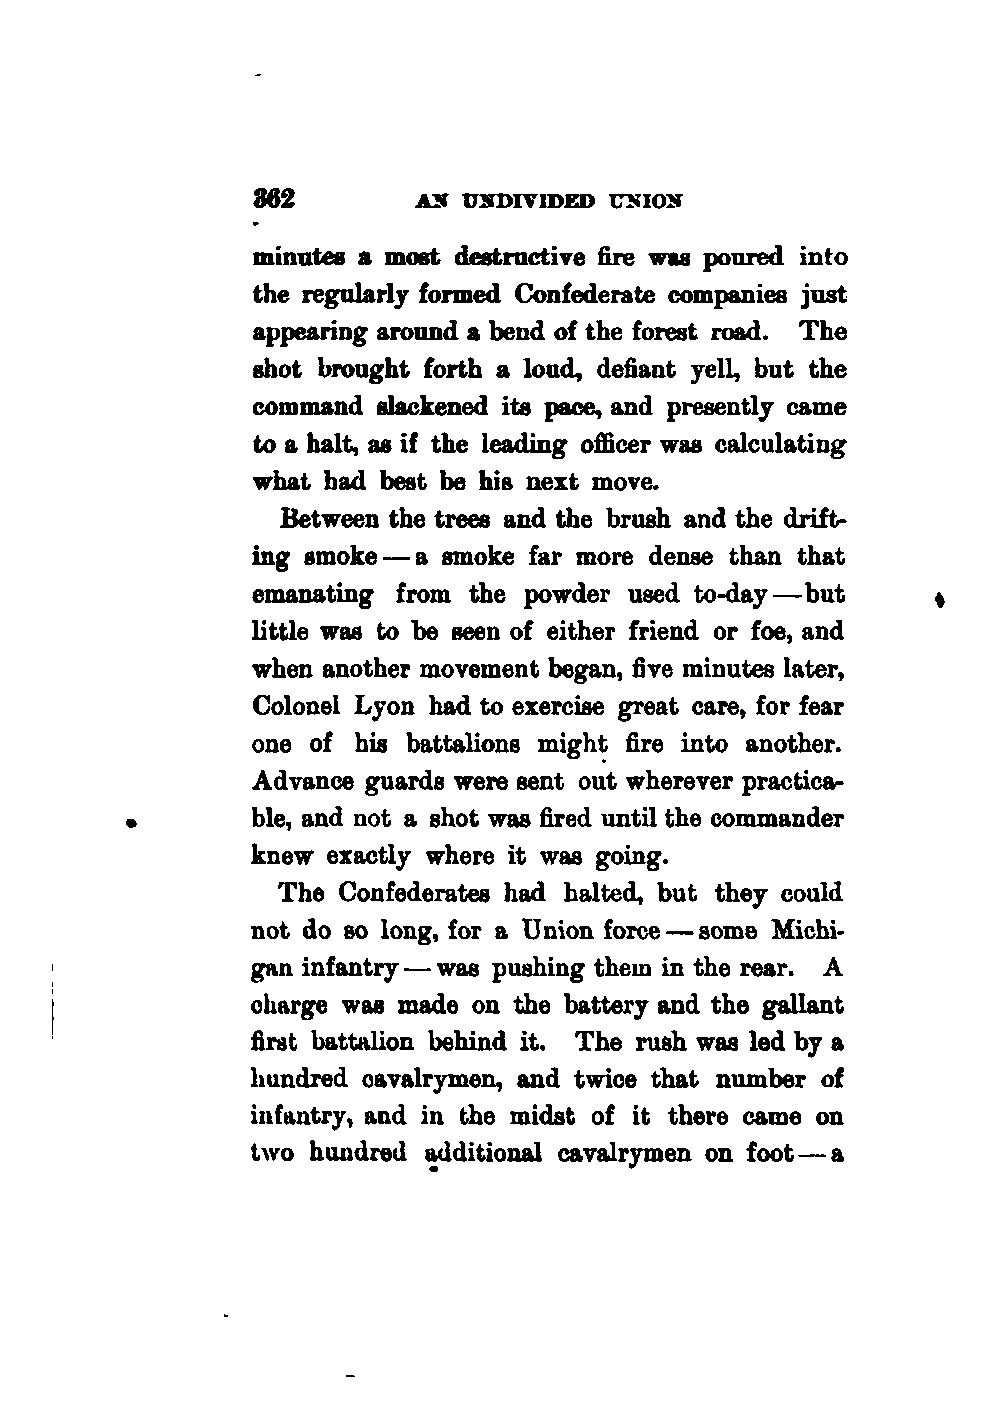 362 AN UNDIVIDED UNION
minutes a most destructive fire was poured into
the regularly formed Confederate companies just
appearing around a bend of the forest road. The
shot brought forth a loud, defiant yell, but the
command slackened its pace, and presently came
to a halt, as if the leading officer was calculating
what had best be his next move.
Between the trees and the brush and the drift-
ing smoke — a smoke far more dense than that
emanating from the powder used to-day — but
little was to be seen of either friend or foe, and
when another movement began, five minutes later,
Colonel Lyon had to exercise great care, for fear
one of his battalions might fire into another.
Advance guards were sent out wherever practica-
ble, and not a shot was fired until the commander
knew exactly where it was going.
The Confederates had halted, but they could
not do so long, for a Union force — some Michi-
gan infantry — was pushing them in the rear. A
charge was made on the battery and the gallant
first battalion behind it. The rush was led by a
hundred cavalrymen, and twice that number of
infantry, and in the midst of it there came on
two hundred additional cavalrymen on foot — a